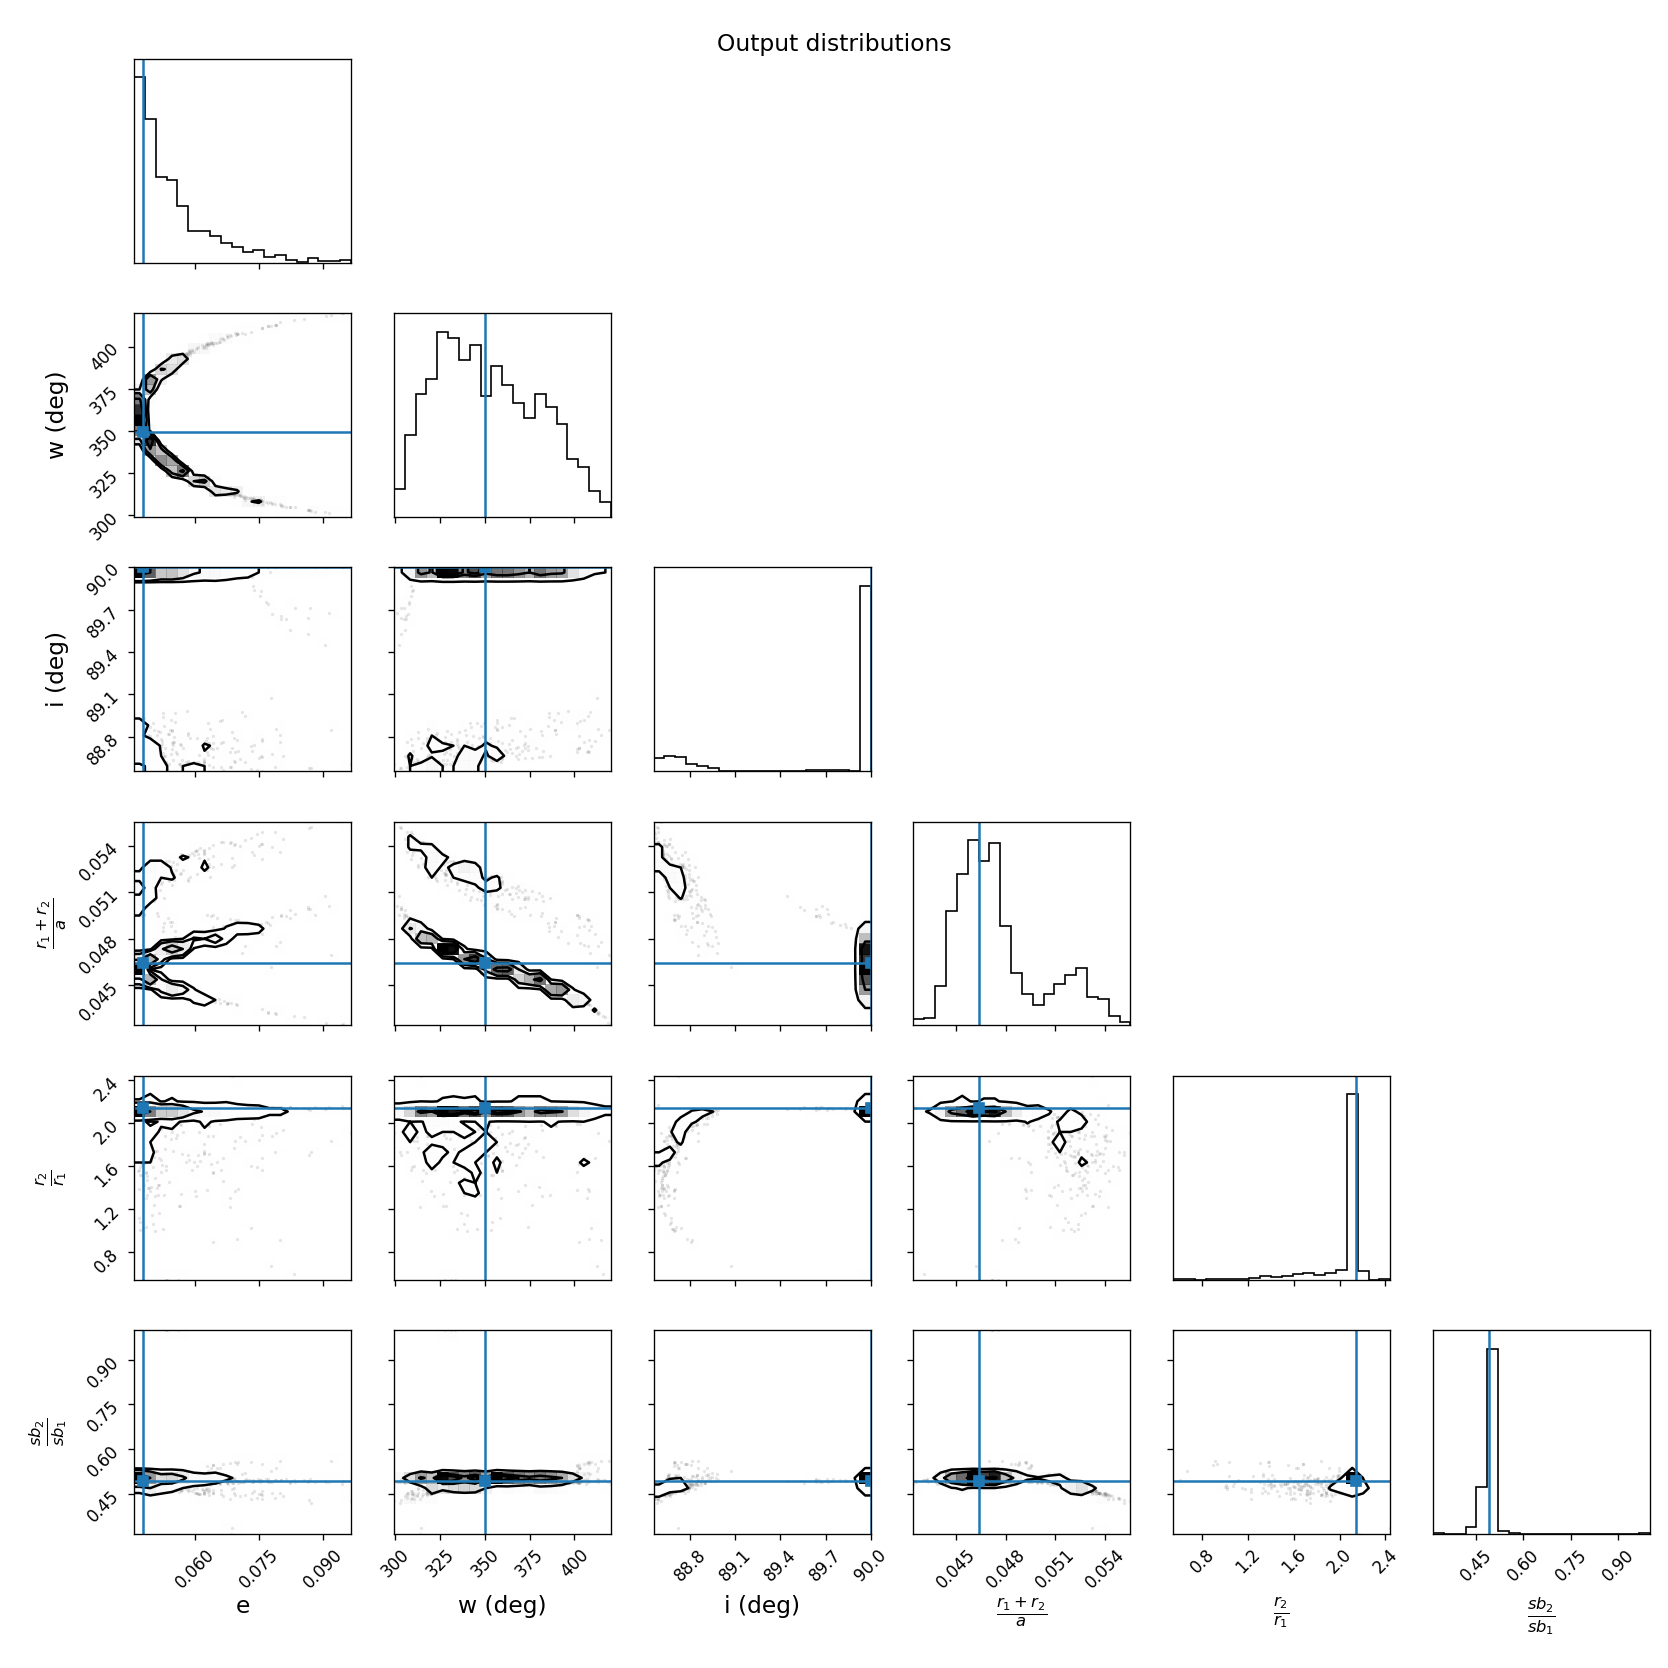 Output distributions
w (deg)
400
375
350
325
300
i (deg)
90.0
89.7
89.4
89.1
88.8
r₁ + r₂
a
0.054
0.051
0.048
0.045
r₂
r₁
2.4
2.0
1.6
1.2
0.8
sb₂
sb₁
0.90
0.75
0.60
0.45
0.060 0.075 0.090
300 325 350 375 400
88.8 89.1 89.4 89.7 90.0
0.045 0.048 0.051 0.054
0.8 1.2 1.6 2.0 2.4
0.45 0.60 0.75 0.90
e
w (deg)
i (deg)
r₁ + r₂
a
r₂
r₁
sb₂
sb₁